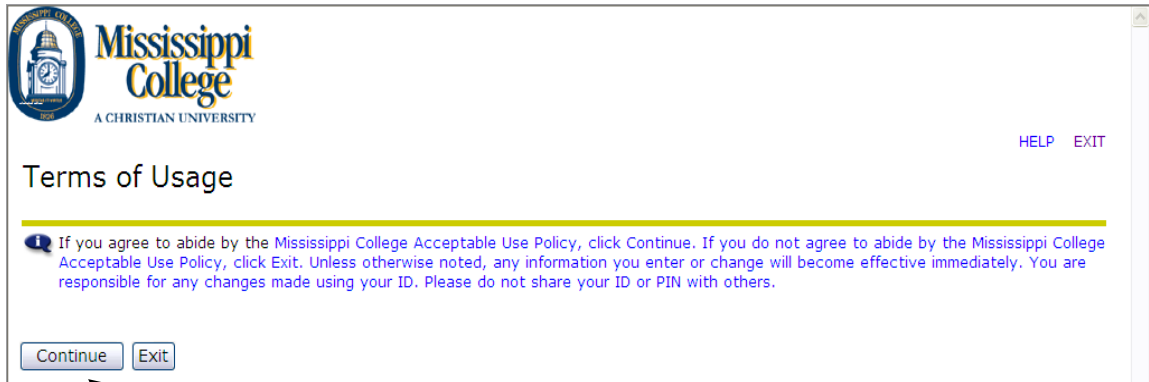 Mississippi
College
A CHRISTIAN UNIVERSITY
HELP EXIT
Terms of Usage
If you agree to abide by the Mississippi College Acceptable Use Policy, click Continue. If you do not agree to abide by the Mississippi College
Acceptable Use Policy, click Exit. Unless otherwise noted, any information you enter or change will become effective immediately. You are
responsible for any changes made using your ID. Please do not share your ID or PIN with others.
Continue Exit